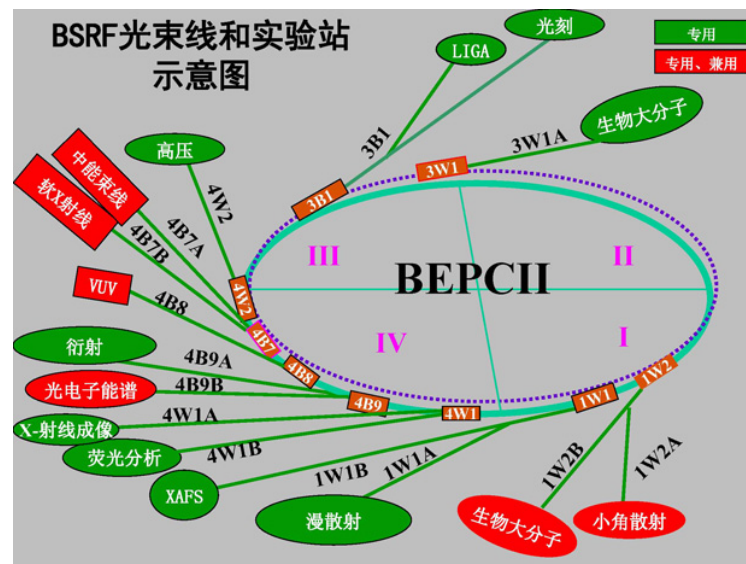 BSRF光束线和实验站
示意图
专用
专用、兼用
光刻
LIGA
生物大分子
3B1
3W1A
高压
中能束线
软X射线
4W2
4B7A
4B7B
3W1
3B1
III
II
BEPCII
IV
I
VUV
4B8
4W2
4B7
4B8
4B9
4W1
1W1
1W2
衍射
4B9A
光电子能谱
4B9B
X-射线成像
4W1A
荧光分析
4W1B
XAFS
1W1B
1W1A
漫散射
1W2B
1W2A
生物大分子
小角散射